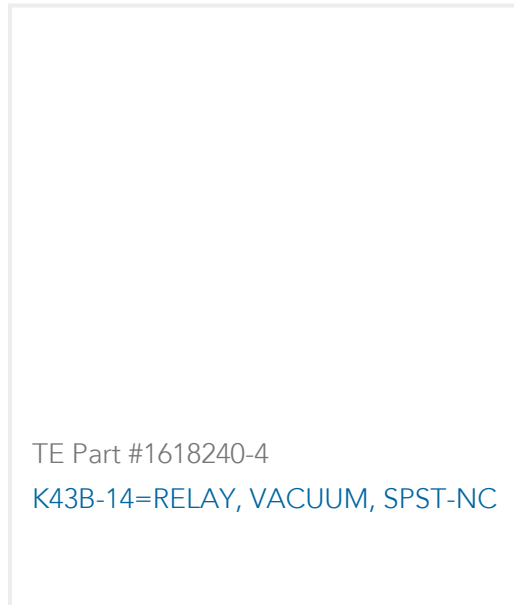 TE Part #1618240-4
K43B-14=RELAY, VACUUM, SPST-NC